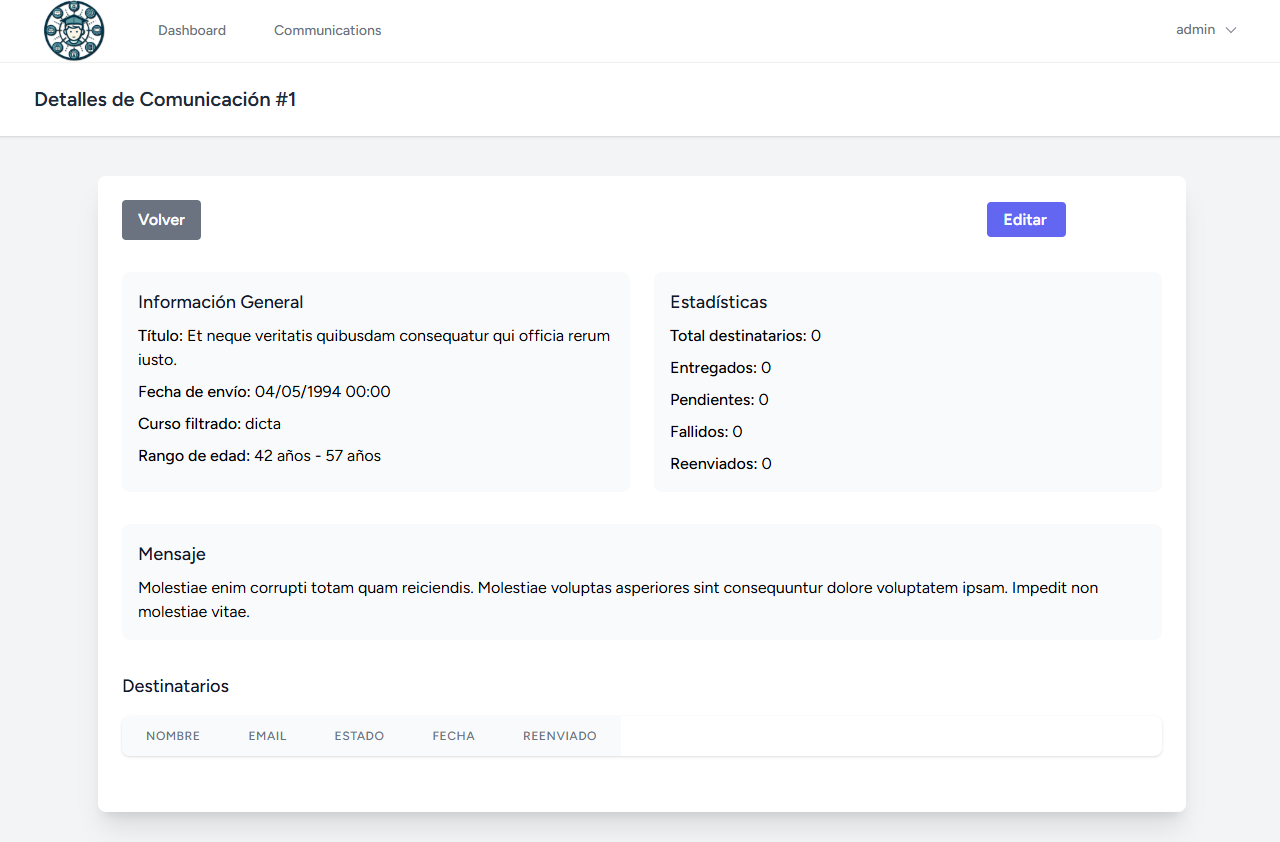 Dashboard
Communications
admin
Detalles de Comunicación #1
Volver
Editar
Información General
Título: Et neque veritatis quibusdam consequatur qui officia rerum
iusto.
Fecha de envío: 04/05/1994 00:00
Curso filtrado: dicta
Rango de edad: 42 años - 57 años
Estadísticas
Total destinatarios: 0
Entregados: 0
Pendientes: 0
Fallidos: 0
Reenviados: 0
Mensaje
Molestiae enim corrupti totam quam reiciendis. Molestiae voluptas asperiores sint consequuntur dolore voluptatem ipsam. Impedit non
molestiae vitae.
Destinatarios
NOMBRE EMAIL ESTADO FECHA REENVIADO